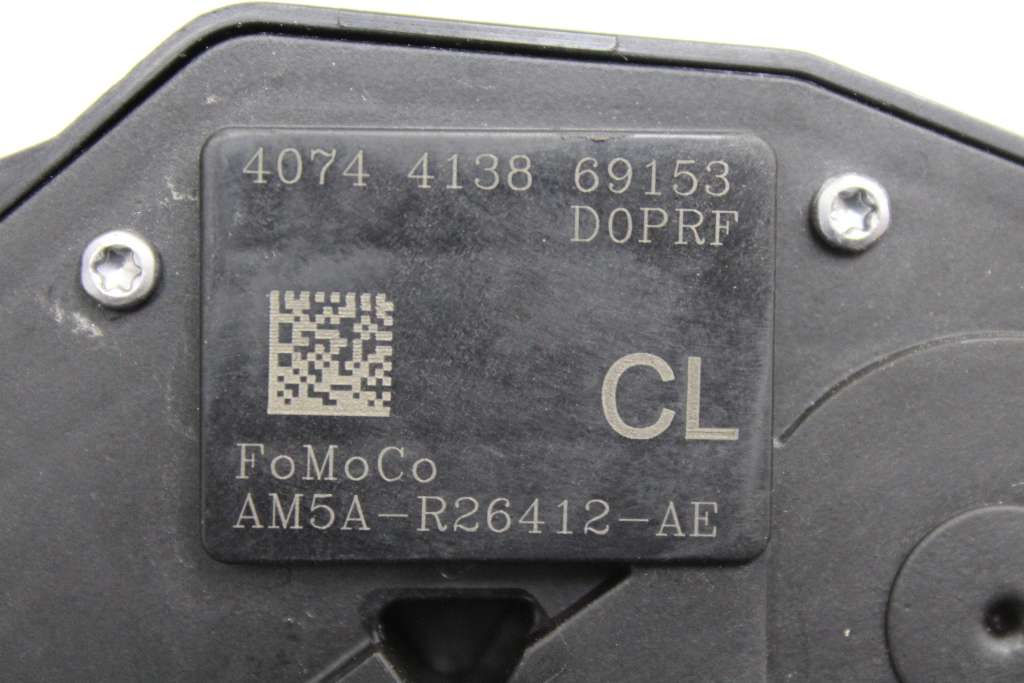 4074 4138 69153
D0PRF
CL
FoMoCo
AM5A-R26412-AE